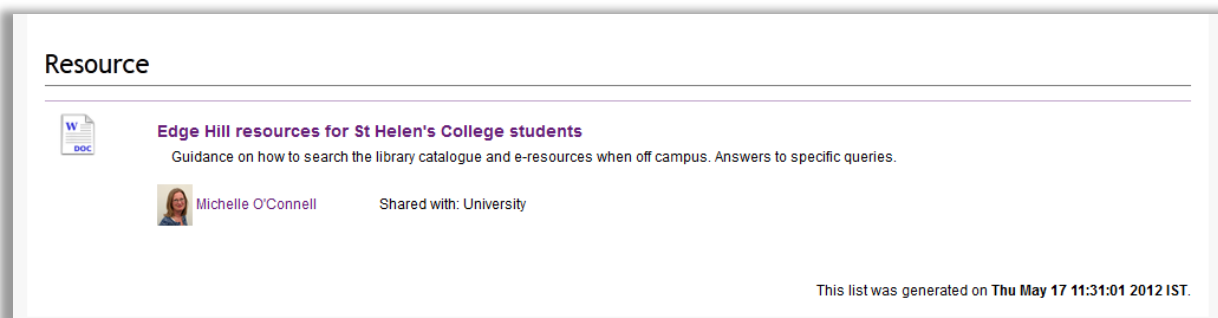 Resource
W
DOC
Edge Hill resources for St Helen's College students
Guidance on how to search the library catalogue and e-resources when off campus. Answers to specific queries.
Michelle O'Connell Shared with: University
This list was generated on Thu May 17 11:31:01 2012 IST.